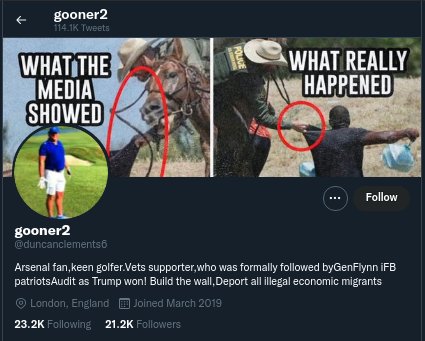 gooner2
114.1K Tweets
WHAT THE
MEDIA
SHOWED
WHAT REALLY
HAPPENED
POLICE
Follow
gooner2
@duncanclements6
Arsenal fan,keen golfer.Vets supporter,who was formally followed byGenFlynn iFB
patriotsAudit as Trump won! Build the wall,Deport all illegal economic migrants
London, England Joined March 2019
23.2K Following 21.2K Followers